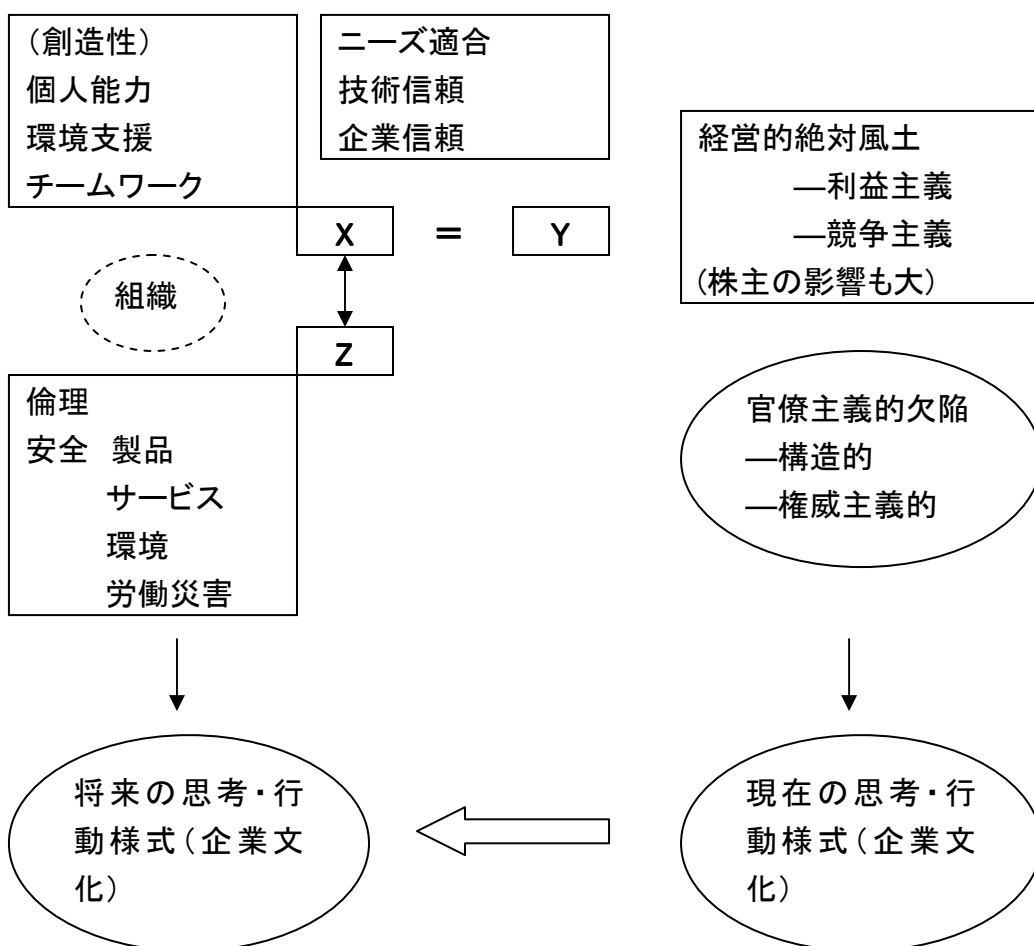 (創造性)
個人能力
環境支援
チームワーク
ニーズ適合
技術信頼
企業信頼
X = Y
組織
Z
倫理
安全 製品
サービス
環境
労働災害
経営的絶対風土
―利益主義
―競争主義
(株主の影響も大)
官僚主義的欠陥
―構造的
―権威主義的
将来の思考・行
動様式(企業文
化)
現在の思考・行
動様式(企業文
化)